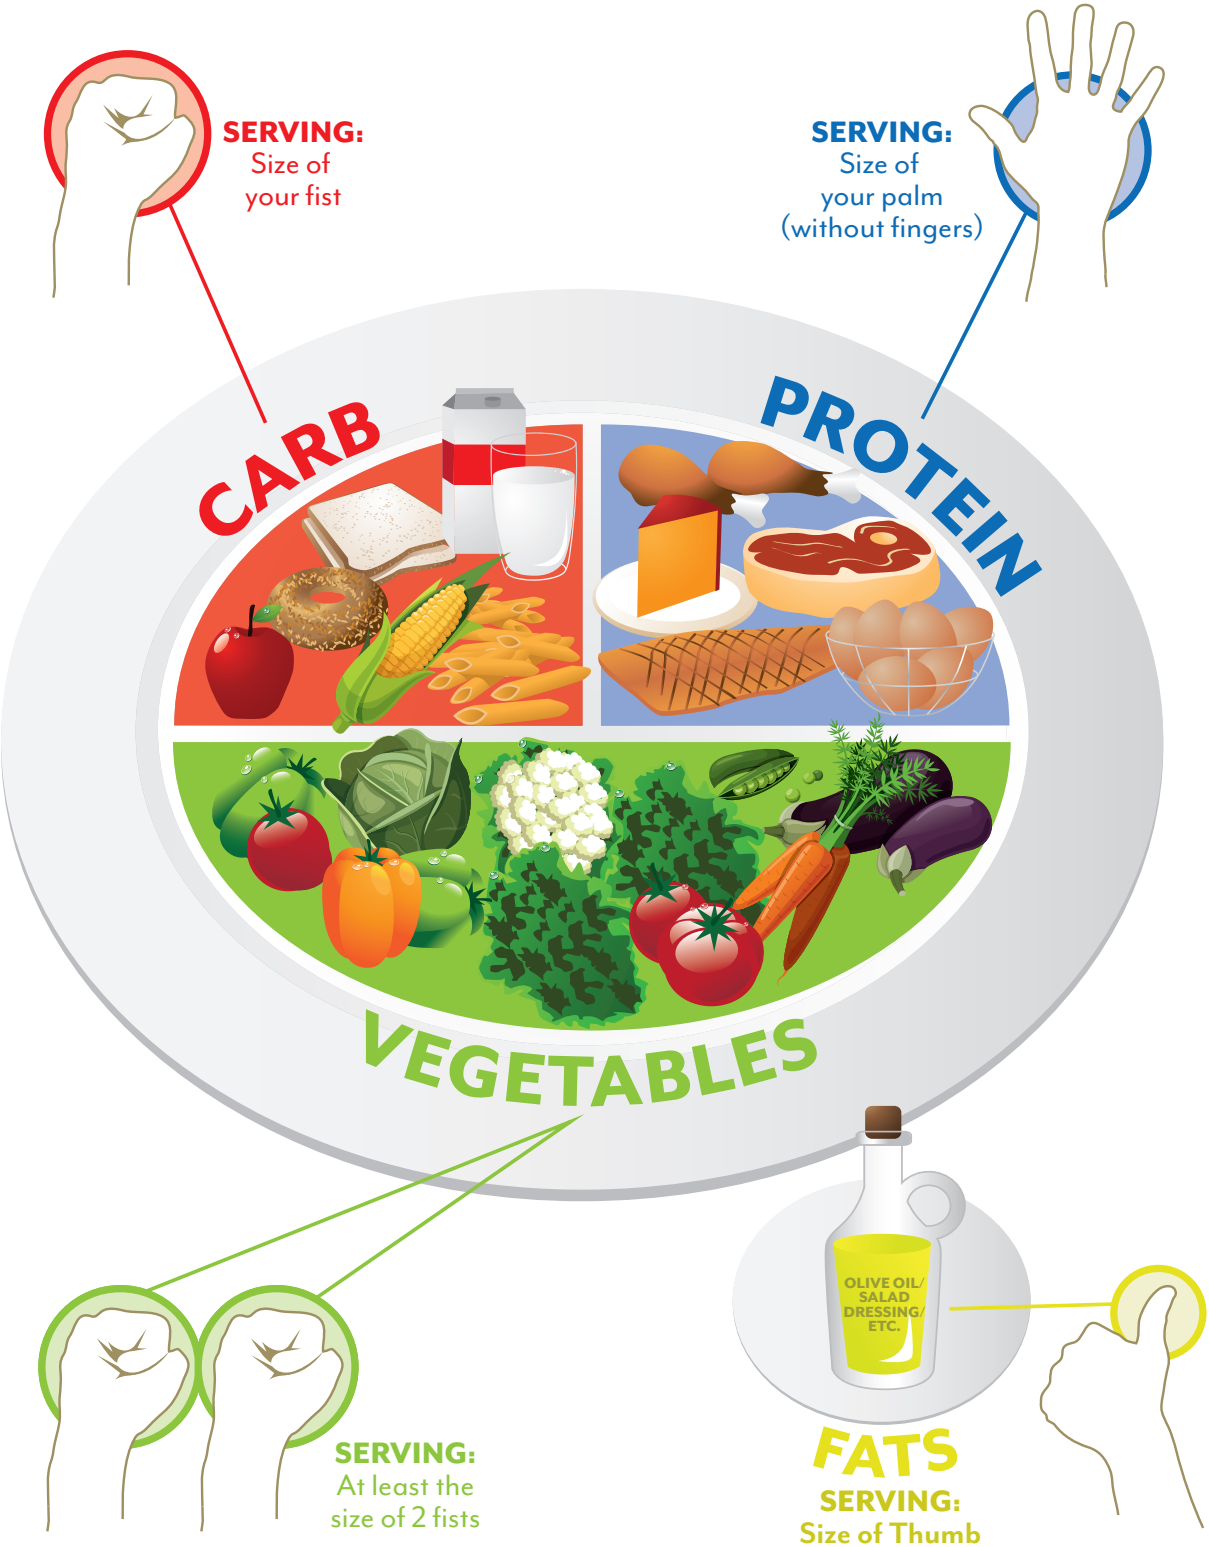 SERVING:
Size of
your fist
SERVING:
Size of
your palm
(without fingers)
CARB
PROTEIN
VEGETABLES
OLIVE OIL/
SALAD
DRESSING/
ETC.
SERVING:
At least the
size of 2 fists
FATS
SERVING:
Size of Thumb